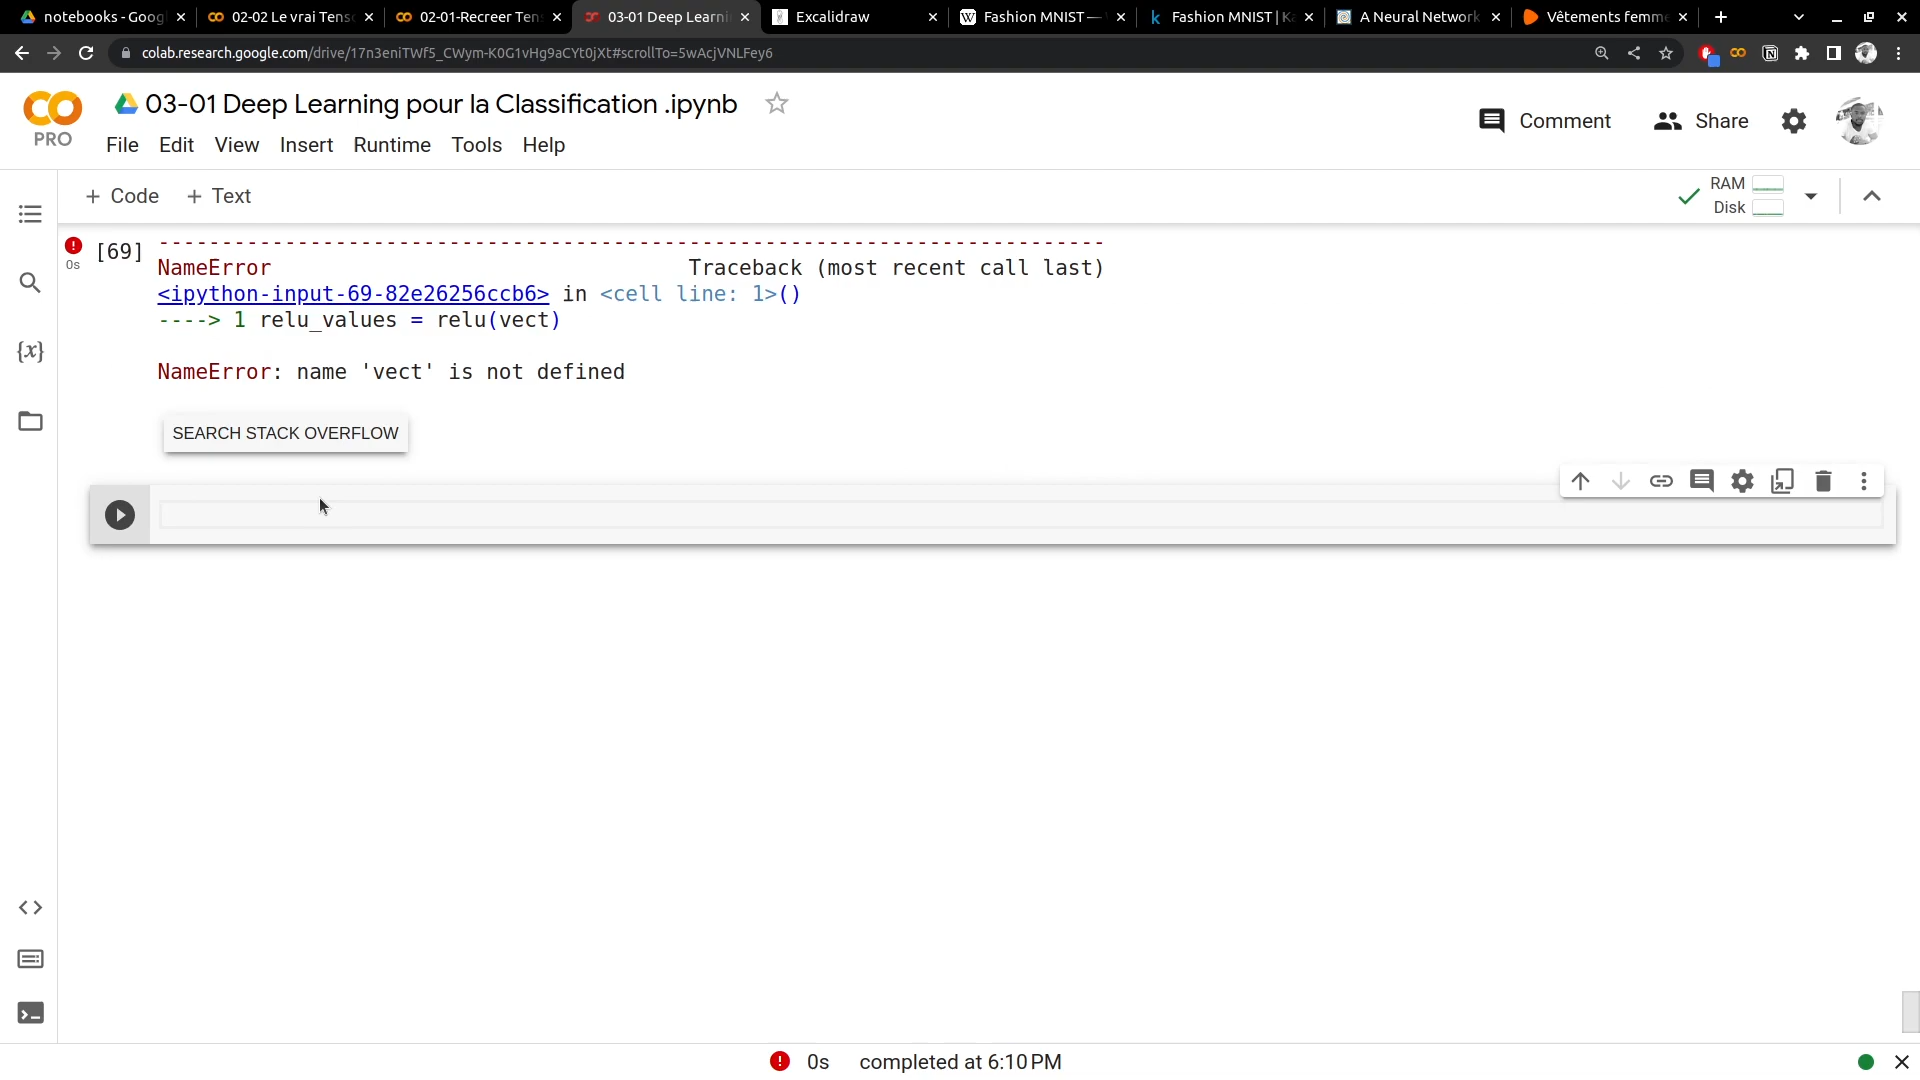 notebooks - Goog
02-02 Le vrai Tens
02-01-Recreer Ten
03-01 Deep Learni
Excalidraw
Fashion MNIST —
Fashion MNIST | Ka
A Neural Network
Vêtements femme
colab.research.google.com/drive/17n3eniTWf5_CWym-K0G1vHg9aCYt0jXt#scrollTo=5wAcjVNLFey6
PRO
03-01 Deep Learning pour la Classification .ipynb
File Edit View Insert Runtime Tools Help
Comment
Share
+ Code + Text
RAM
Disk
0s
[69]
---------------------------------------------------------------------------
NameError Traceback (most recent call last)
<ipython-input-69-82e26256ccb6> in <cell line: 1>()
----> 1 relu_values = relu(vect)
NameError: name 'vect' is not defined
SEARCH STACK OVERFLOW
0s completed at 6:10 PM